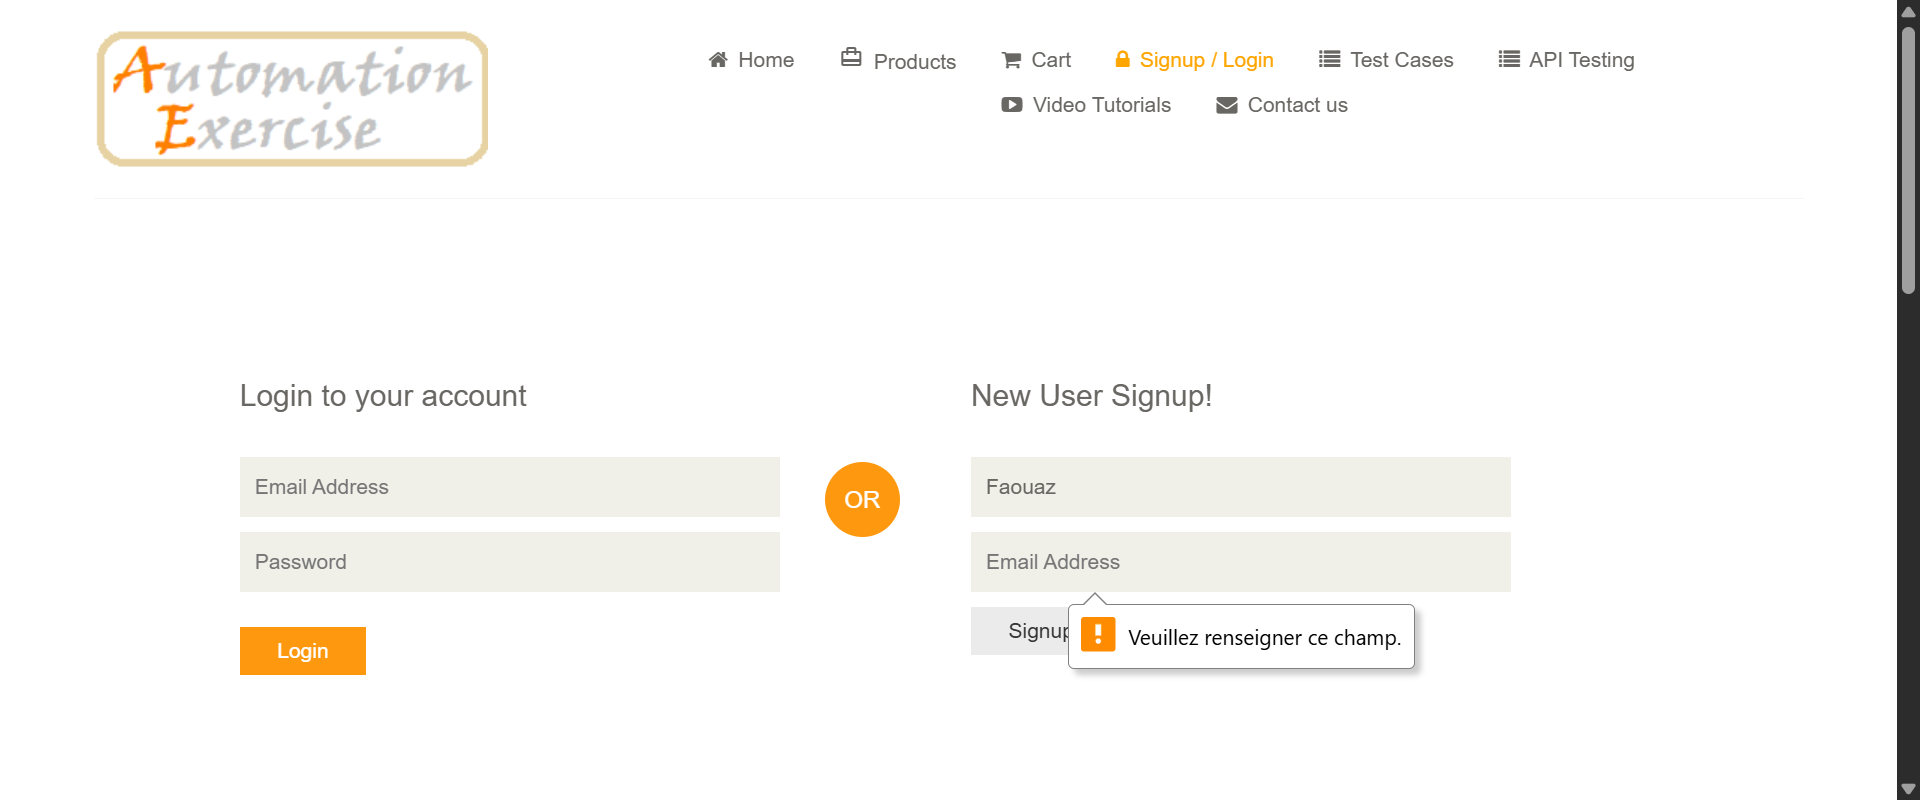 Automation
Exercise
Home
Products
Cart
Signup / Login
Test Cases
API Testing
Video Tutorials
Contact us
Login to your account
Email Address
Password
Login
OR
New User Signup!
Faouaz
Email Address
Signup
Veuillez renseigner ce champ.